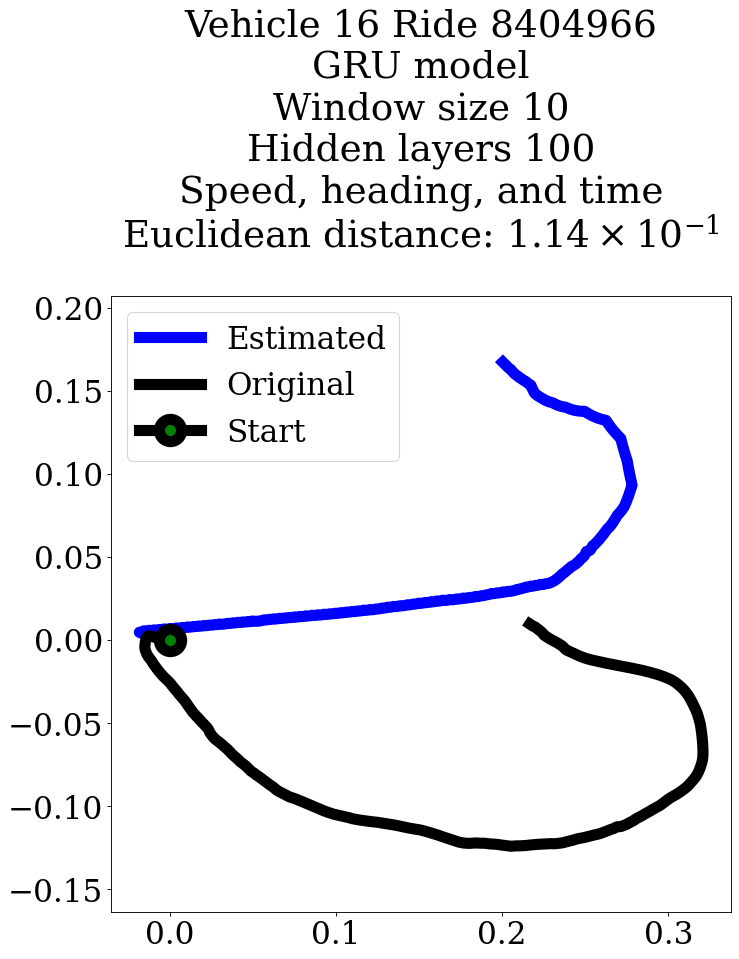 Vehicle 16 Ride 8404966
GRU model
Window size 10
Hidden layers 100
Speed, heading, and time
Euclidean distance: 1.14 × 10⁻¹
Estimated
Original
Start
0.20
0.15
0.10
0.05
0.00
−0.05
−0.10
−0.15
0.0 0.1 0.2 0.3